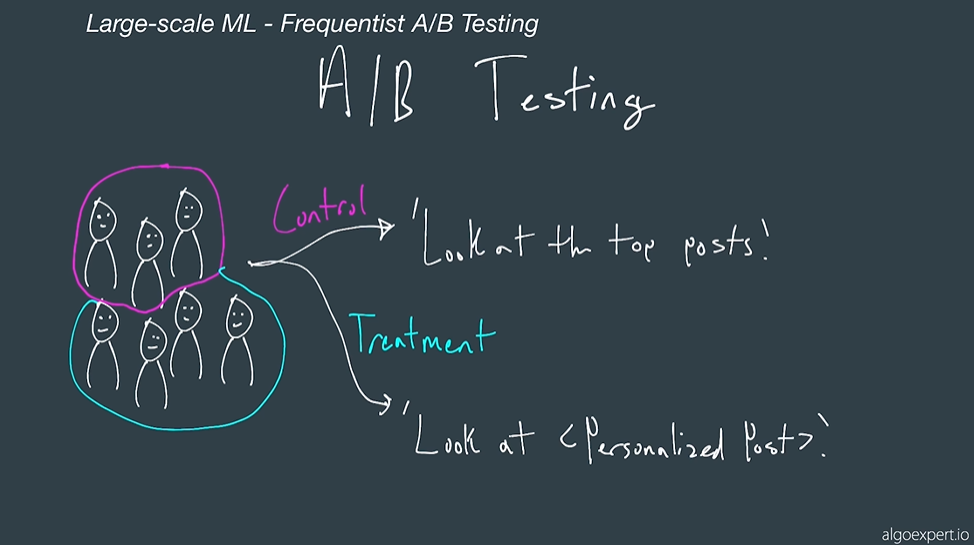 Large-scale ML - Frequentist A/B Testing
A/B Testing
Control
'Look at the top posts!'
Treatment
'Look at <Personalized Post>!'
algoexpert.io